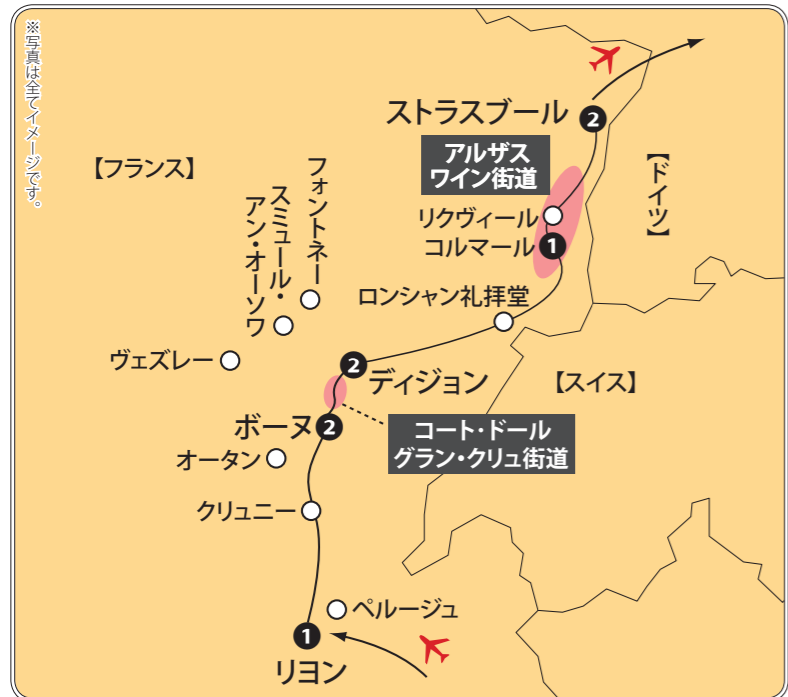 ※写真は全てイメージです。
ストラスブール
2
アルザス
ワイン街道
【フランス】
【ドイツ】
フォントネー
スミュール・
アン・オーソワ
リクヴィール
コルマール
1
ロンシャン礼拝堂
ヴェズレー
2
ディジョン
【スイス】
ボーヌ
2
コート・ドール
グラン・クリュ街道
オータン
クリュニー
ペルージュ
1
リヨン